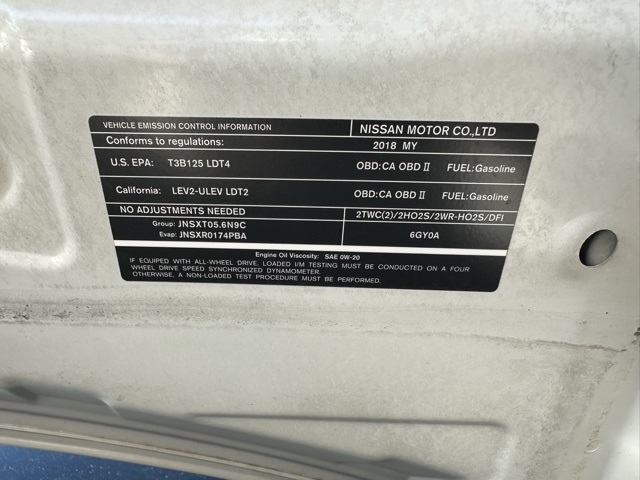 VEHICLE EMISSION CONTROL INFORMATION NISSAN MOTOR CO.,LTD
Conforms to regulations: 2018 MY
U.S. EPA: T3B125 LDT4 OBD:CA OBD II FUEL:Gasoline
California: LEV2-ULEV LDT2 OBD:CA OBD II FUEL:Gasoline
NO ADJUSTMENTS NEEDED 2TWC(2)/2HO2S/2WR-HO2S/DFI
Group: JNSXT05.6N9C
Evap: JNSXR0174PBA 6GY0A
Engine Oil Viscosity: SAE 0W-20
IF EQUIPPED WITH ALL-WHEEL DRIVE, LOADED I/M TESTING MUST BE CONDUCTED ON A FOUR
WHEEL DRIVE SPEED SYNCHRONIZED DYNAMOMETER.
OTHERWISE, A NON-LOADED TEST PROCEDURE MUST BE PERFORMED.